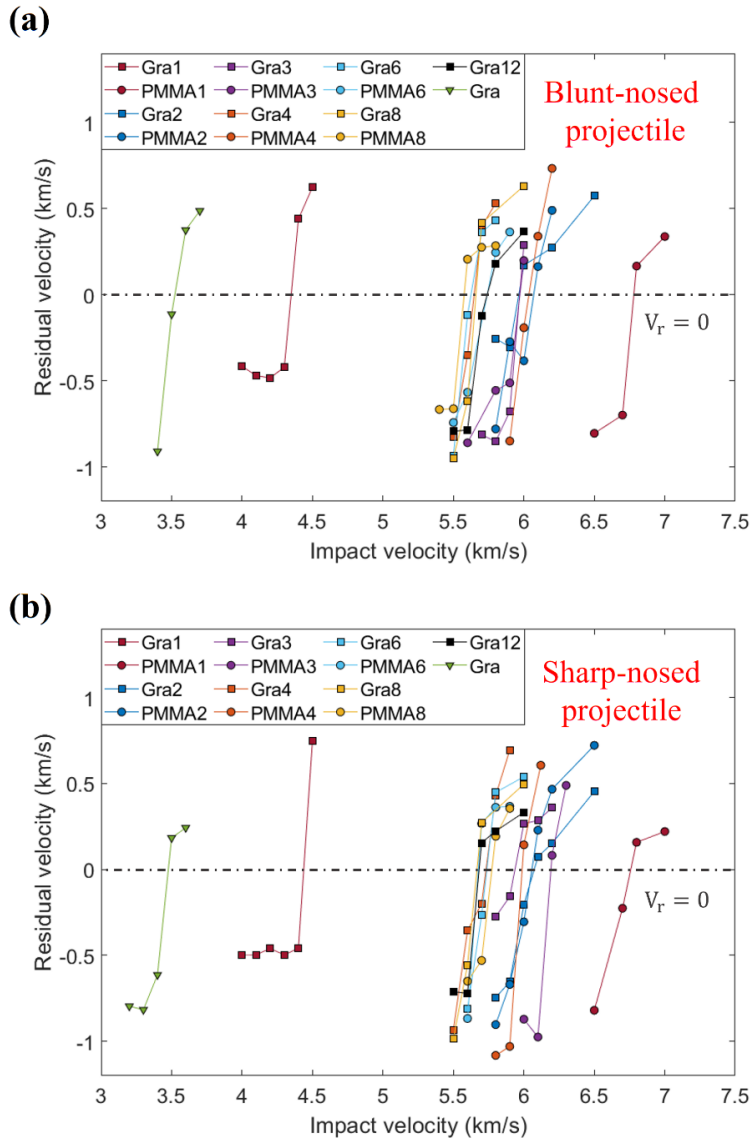 (a)
Gra1 Gra3 Gra6 Gra12
PMMA1 PMMA3 PMMA6 Gra
Gra2 Gra4 Gra8
PMMA2 PMMA4 PMMA8
Blunt-nosed
projectile
1
0.5
0
-0.5
-1
Residual velocity (km/s)
V_r = 0
3 3.5 4 4.5 5 5.5 6 6.5 7 7.5
Impact velocity (km/s)
(b)
Gra1 Gra3 Gra6 Gra12
PMMA1 PMMA3 PMMA6 Gra
Gra2 Gra4 Gra8
PMMA2 PMMA4 PMMA8
Sharp-nosed
projectile
1
0.5
0
-0.5
-1
Residual velocity (km/s)
V_r = 0
3 3.5 4 4.5 5 5.5 6 6.5 7 7.5
Impact velocity (km/s)